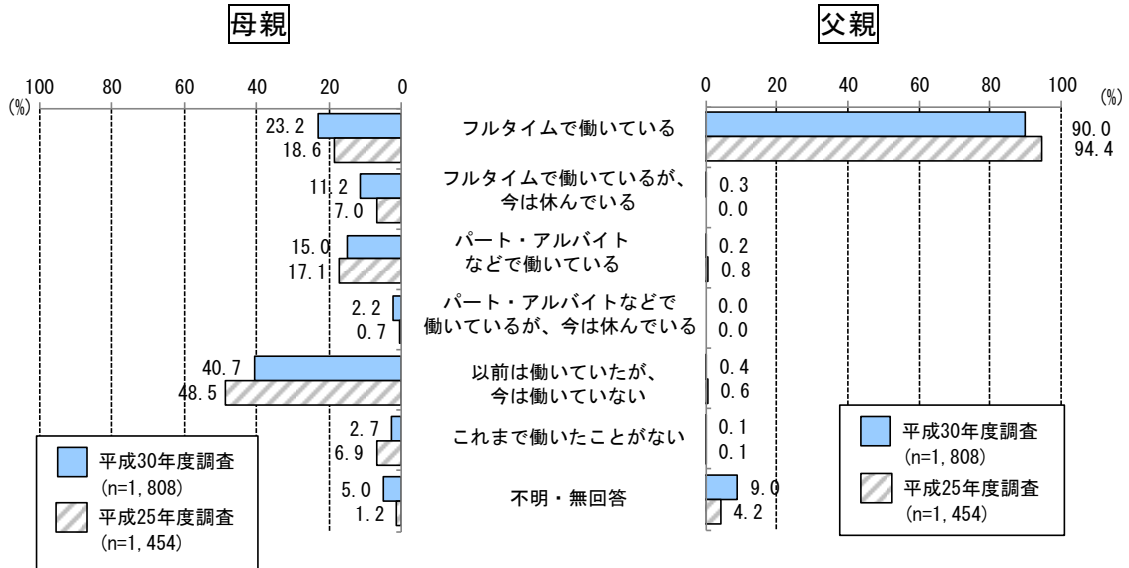 母親
父親
100 80 60 40 20 0
(%)
0 20 40 60 80 100
(%)
23.2
18.6
フルタイムで働いている
90.0
94.4
11.2
7.0
フルタイムで働いているが、
今は休んでいる
0.3
0.0
15.0
17.1
パート・アルバイト
などで働いている
0.2
0.8
2.2
0.7
パート・アルバイトなどで
働いているが、今は休んでいる
0.0
0.0
40.7
48.5
以前は働いていたが、
今は働いていない
0.4
0.6
2.7
6.9
これまで働いたことがない
0.1
0.1
5.0
1.2
不明・無回答
9.0
4.2
平成30年度調査
(n=1,808)
平成25年度調査
(n=1,454)
平成30年度調査
(n=1,808)
平成25年度調査
(n=1,454)